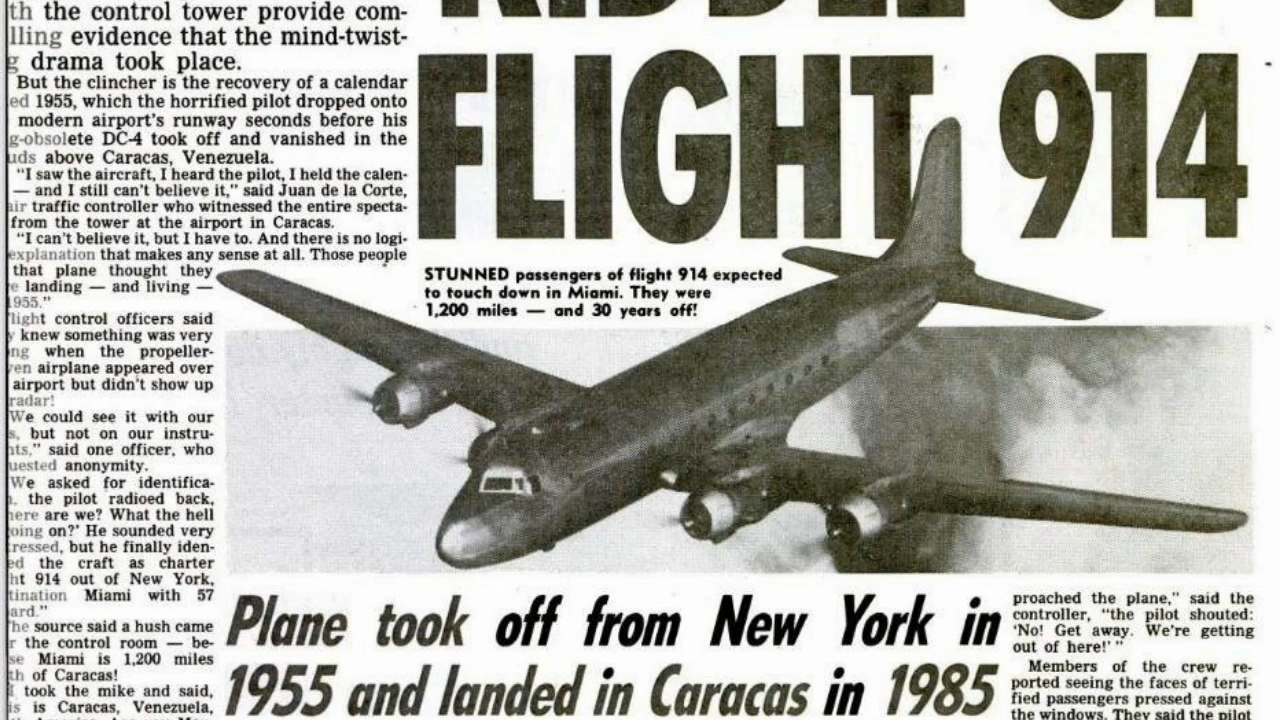 th the control tower provide com-
lling evidence that the mind-twist-
g drama took place.
But the clincher is the recovery of a calendar
ed 1955, which the horrified pilot dropped onto
modern airport's runway seconds before his
g-obsolete DC-4 took off and vanished in the
uds above Caracas, Venezuela.
"I saw the aircraft, I heard the pilot, I held the calen-
— and I still can't believe it," said Juan de la Corte,
air traffic controller who witnessed the entire specta-
from the tower at the airport in Caracas.
"I can't believe it, but I have to. And there is no logi-
explanation that makes any sense at all. Those people
that plane thought they
e landing — and living —
1955."
light control officers said
y knew something was very
ng when the propeller-
en airplane appeared over
airport but didn't show up
radar!
We could see it with our
s, but not on our instru-
nts," said one officer, who
uested anonymity.
We asked for identifica-
, the pilot radioed back,
here are we? What the hell
oing on?' He sounded very
ressed, but he finally iden-
ed the craft as charter
ht 914 out of New York,
tination Miami with 57
ard."
he source said a hush came
r the control room — be-
se Miami is 1,200 miles
th of Caracas!
I took the mike and said,
is is Caracas, Venezuela,
RIDDLE OF
FLIGHT 914
STUNNED passengers of flight 914 expected
to touch down in Miami. They were
1,200 miles — and 30 years off!
Plane took off from New York in
1955 and landed in Caracas in 1985
proached the plane," said the
controller, "the pilot shouted:
'No! Get away. We're getting
out of here!' "
Members of the crew re-
ported seeing the faces of terri-
fied passengers pressed against
the windows. They said the pilot